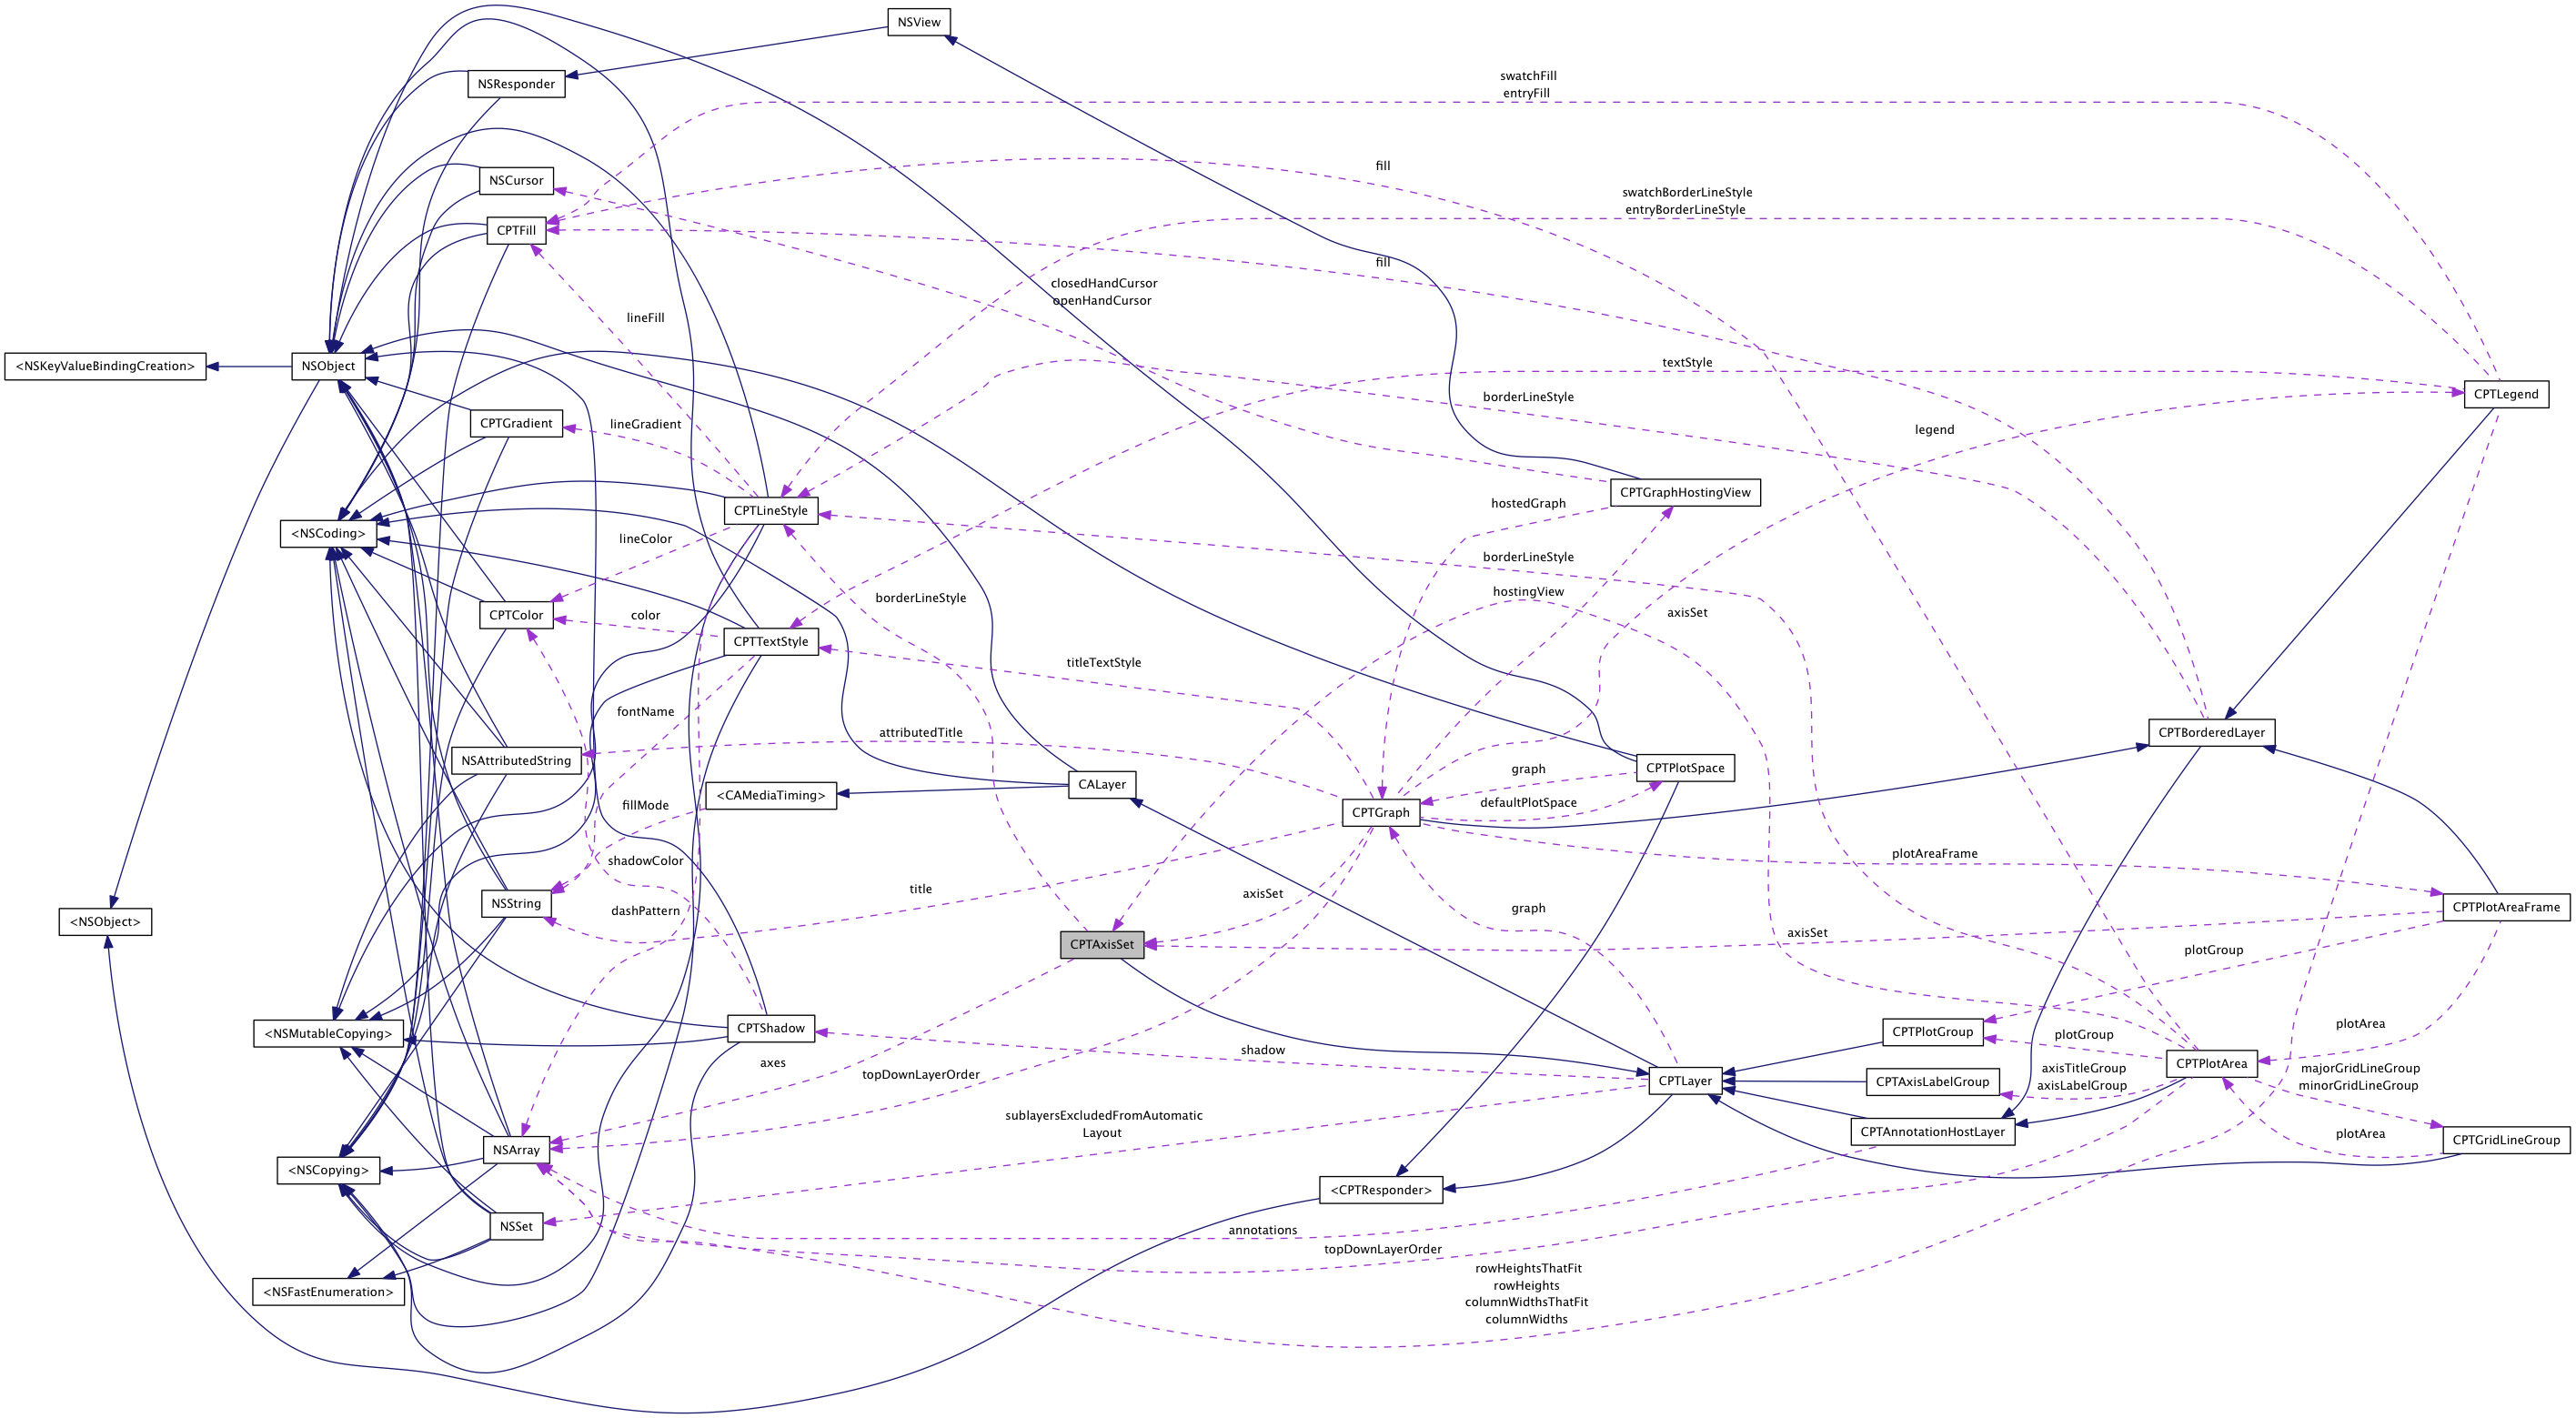 NSView
swatchFill
entryFill
NSResponder
fill
NSCursor
swatchBorderLineStyle
entryBorderLineStyle
CPTFill
fill
closedHandCursor
openHandCursor
lineFill
<NSKeyValueBindingCreation>
NSObject
textStyle
CPTLegend
borderLineStyle
CPTGradient
lineGradient
legend
CPTGraphHostingView
hostedGraph
CPTLineStyle
<NSCoding>
lineColor
borderLineStyle
hostingView
borderLineStyle
axisSet
CPTColor
color
CPTTextStyle
titleTextStyle
fontName
attributedTitle
CPTBorderedLayer
NSAttributedString
CPTPlotSpace
graph
CALayer
<CAMediaTiming>
fillMode
defaultPlotSpace
CPTGraph
plotAreaFrame
shadowColor
title
axisSet
NSString
dashPattern
graph
CPTPlotAreaFrame
<NSObject>
axisSet
CPTAxisSet
plotGroup
CPTShadow
<NSMutableCopying>
plotArea
CPTPlotGroup
plotGroup
shadow
axes
CPTPlotArea
topDownLayerOrder
CPTLayer
CPTAxisLabelGroup
axisTitleGroup
axisLabelGroup
majorGridLineGroup
minorGridLineGroup
sublayersExcludedFromAutomatic
Layout
CPTAnnotationHostLayer
plotArea
CPTGridLineGroup
NSArray
<NSCopying>
<CPTResponder>
NSSet
annotations
topDownLayerOrder
<NSFastEnumeration>
rowHeightsThatFit
rowHeights
columnWidthsThatFit
columnWidths